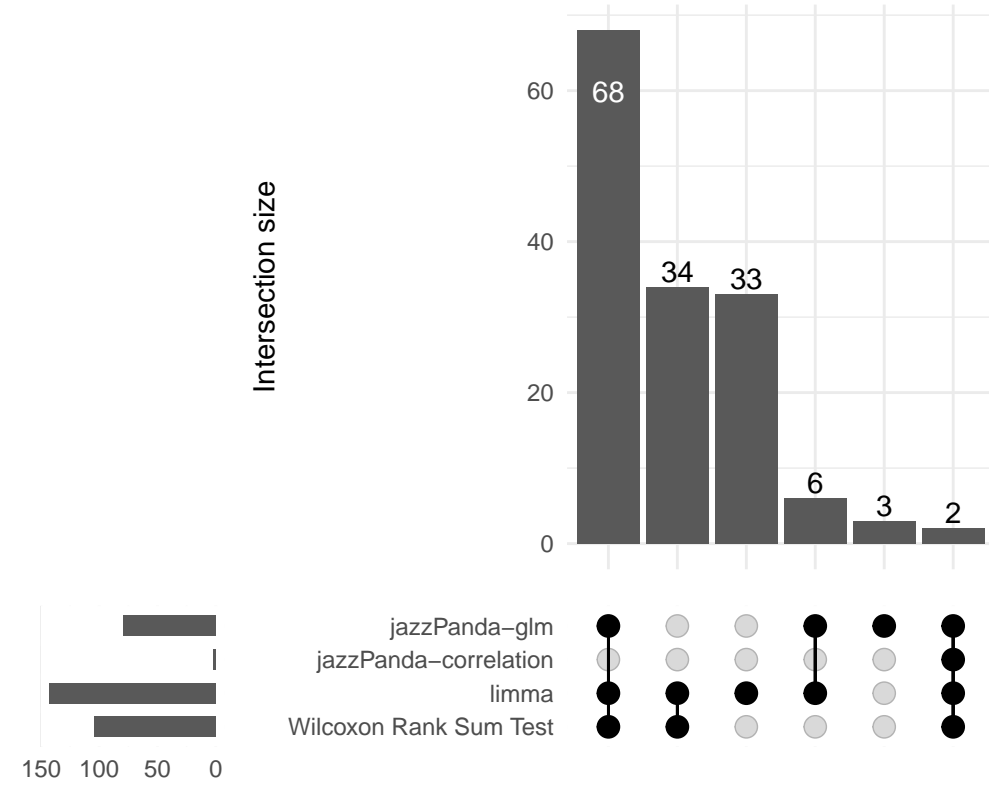 68
34
33
6
3
2
60
40
20
0
Intersection size
jazzPanda−glm
jazzPanda−correlation
limma
Wilcoxon Rank Sum Test
150 100 50 0